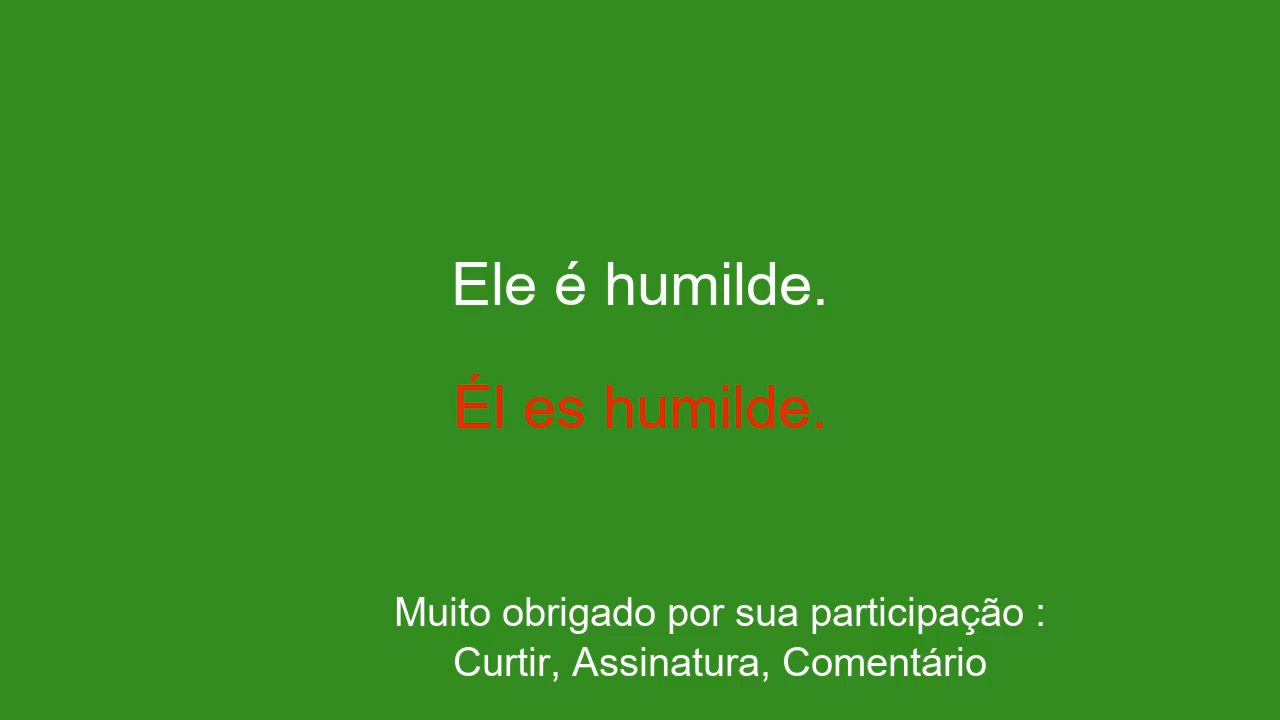 Ele é humilde.
Él es humilde.
Muito obrigado por sua participação :
Curtir, Assinatura, Comentário